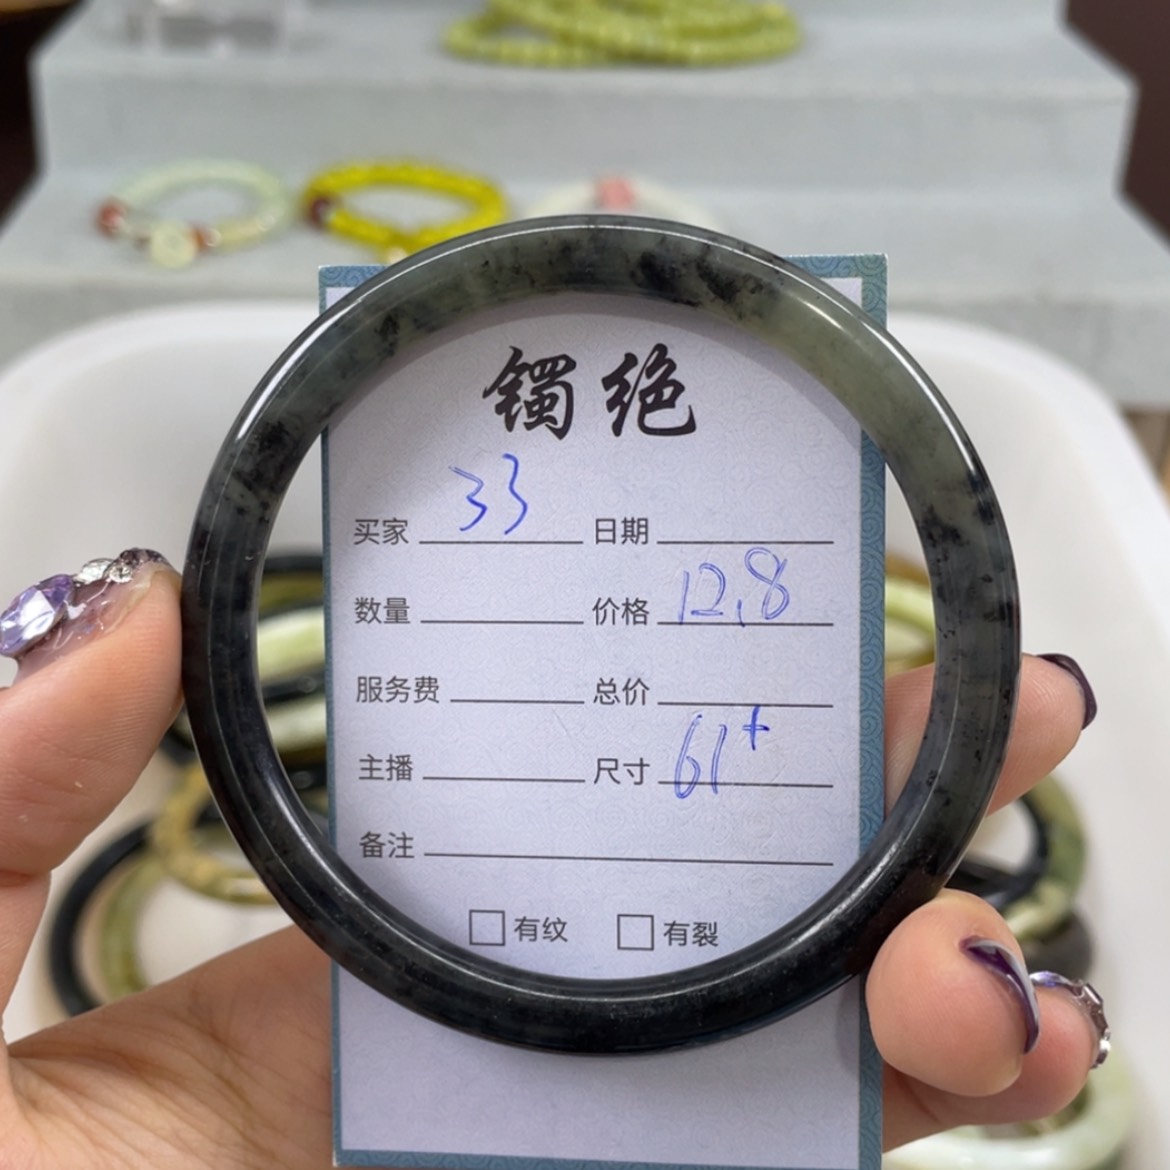 镯绝
买家 33 日期
数量 价格 12.8
服务费 总价
主播 尺寸 61+
备注
有纹 有裂